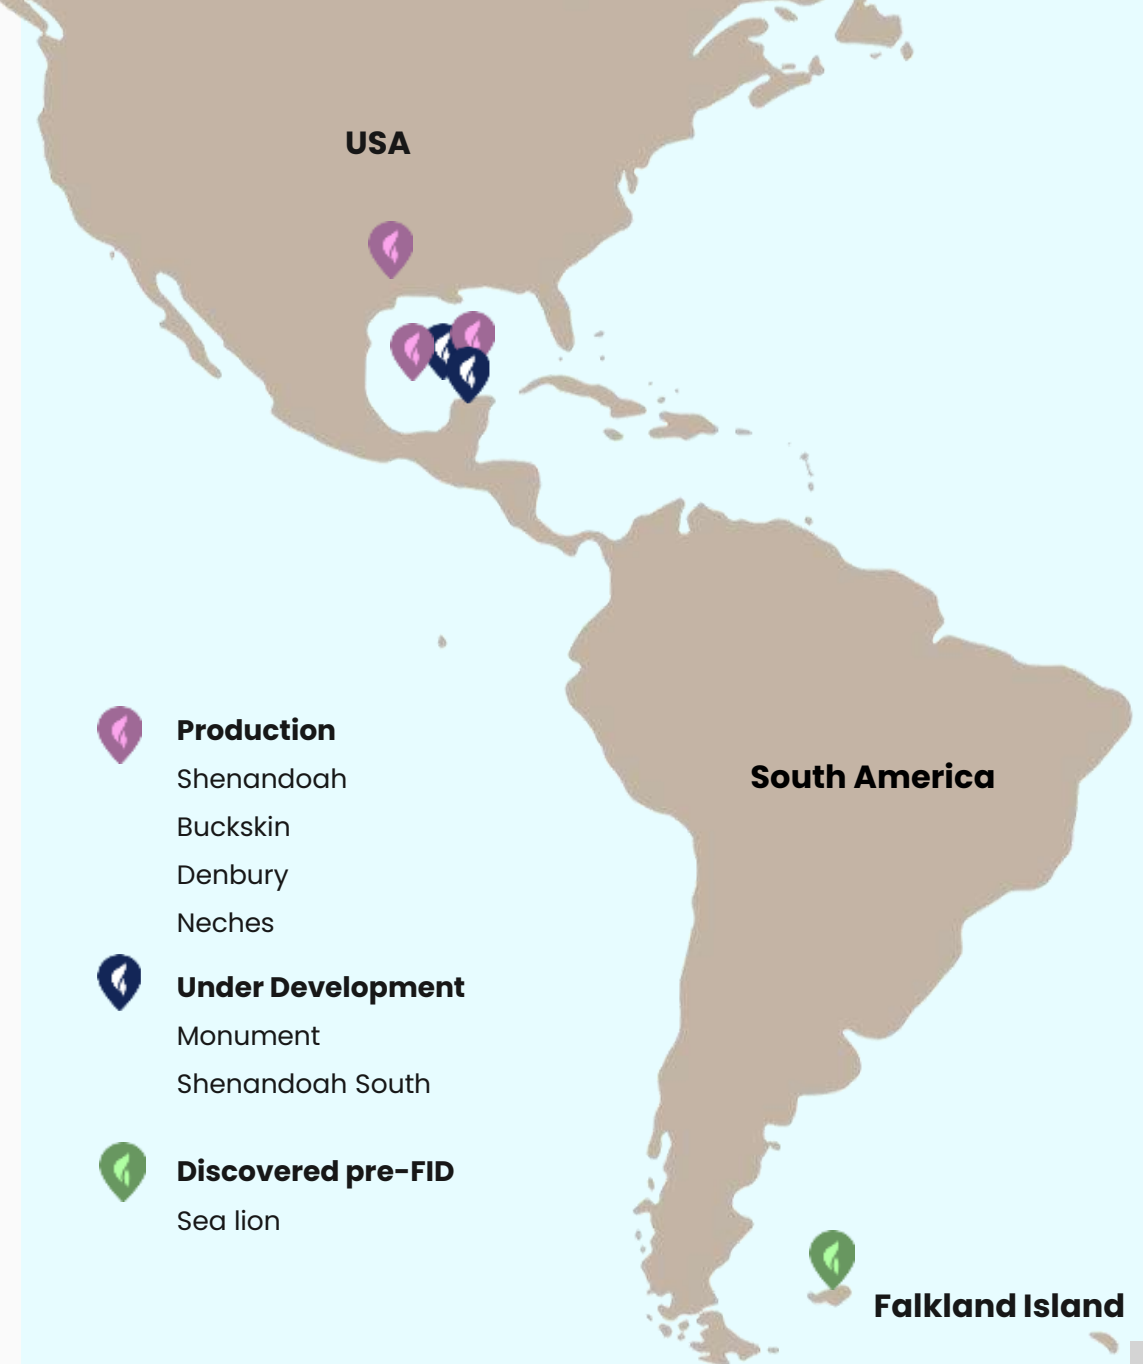 USA
Production
Shenandoah
Buckskin
Denbury
Neches
Under Development
Monument
Shenandoah South
Discovered pre-FID
Sea lion
South America
Falkland Island